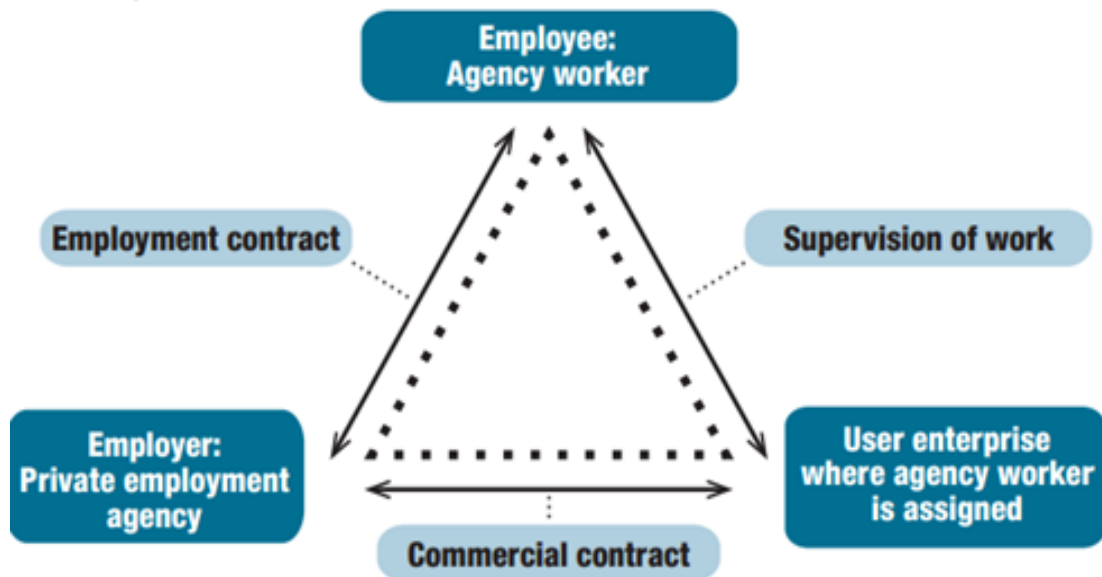 Employee:
Agency worker
Employment contract
Supervision of work
Employer:
Private employment
agency
User enterprise
where agency worker
is assigned
Commercial contract